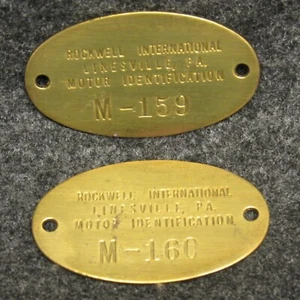 ROCKWELL INTERNATIONAL
LINESVILLE, PA.
MOTOR IDENTIFICATION
M-159
ROCKWELL INTERNATIONAL
LINESVILLE, PA.
MOTOR IDENTIFICATION
M-160